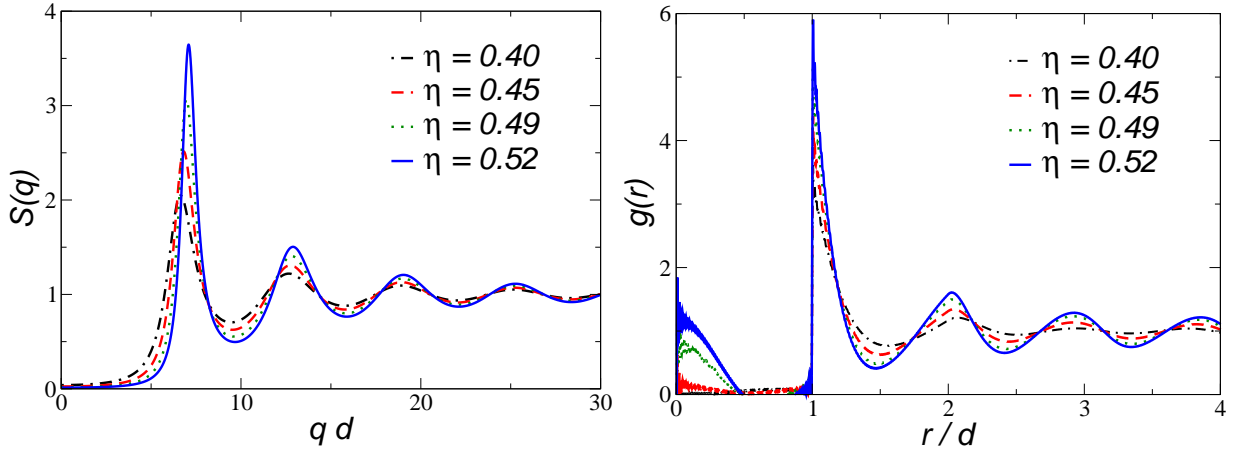 4
3
2
1
0
S(q)
η = 0.40
η = 0.45
η = 0.49
η = 0.52
0
10
20
30
q d
6
4
2
0
g(r)
η = 0.40
η = 0.45
η = 0.49
η = 0.52
0
1
2
3
4
r / d